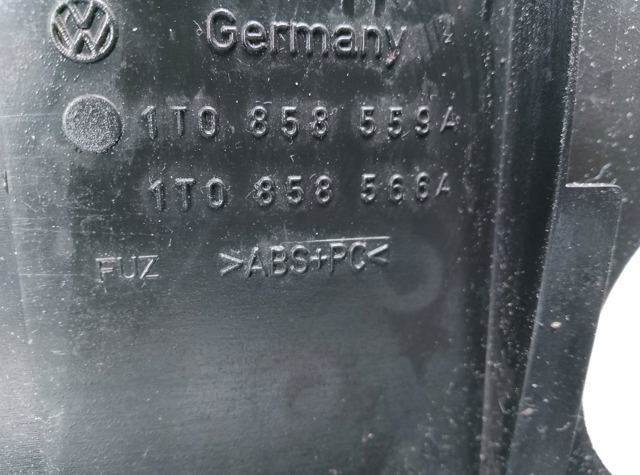 Germany
1T0 858 559A
1T0 858 566A
FUZ >ABS+PC<